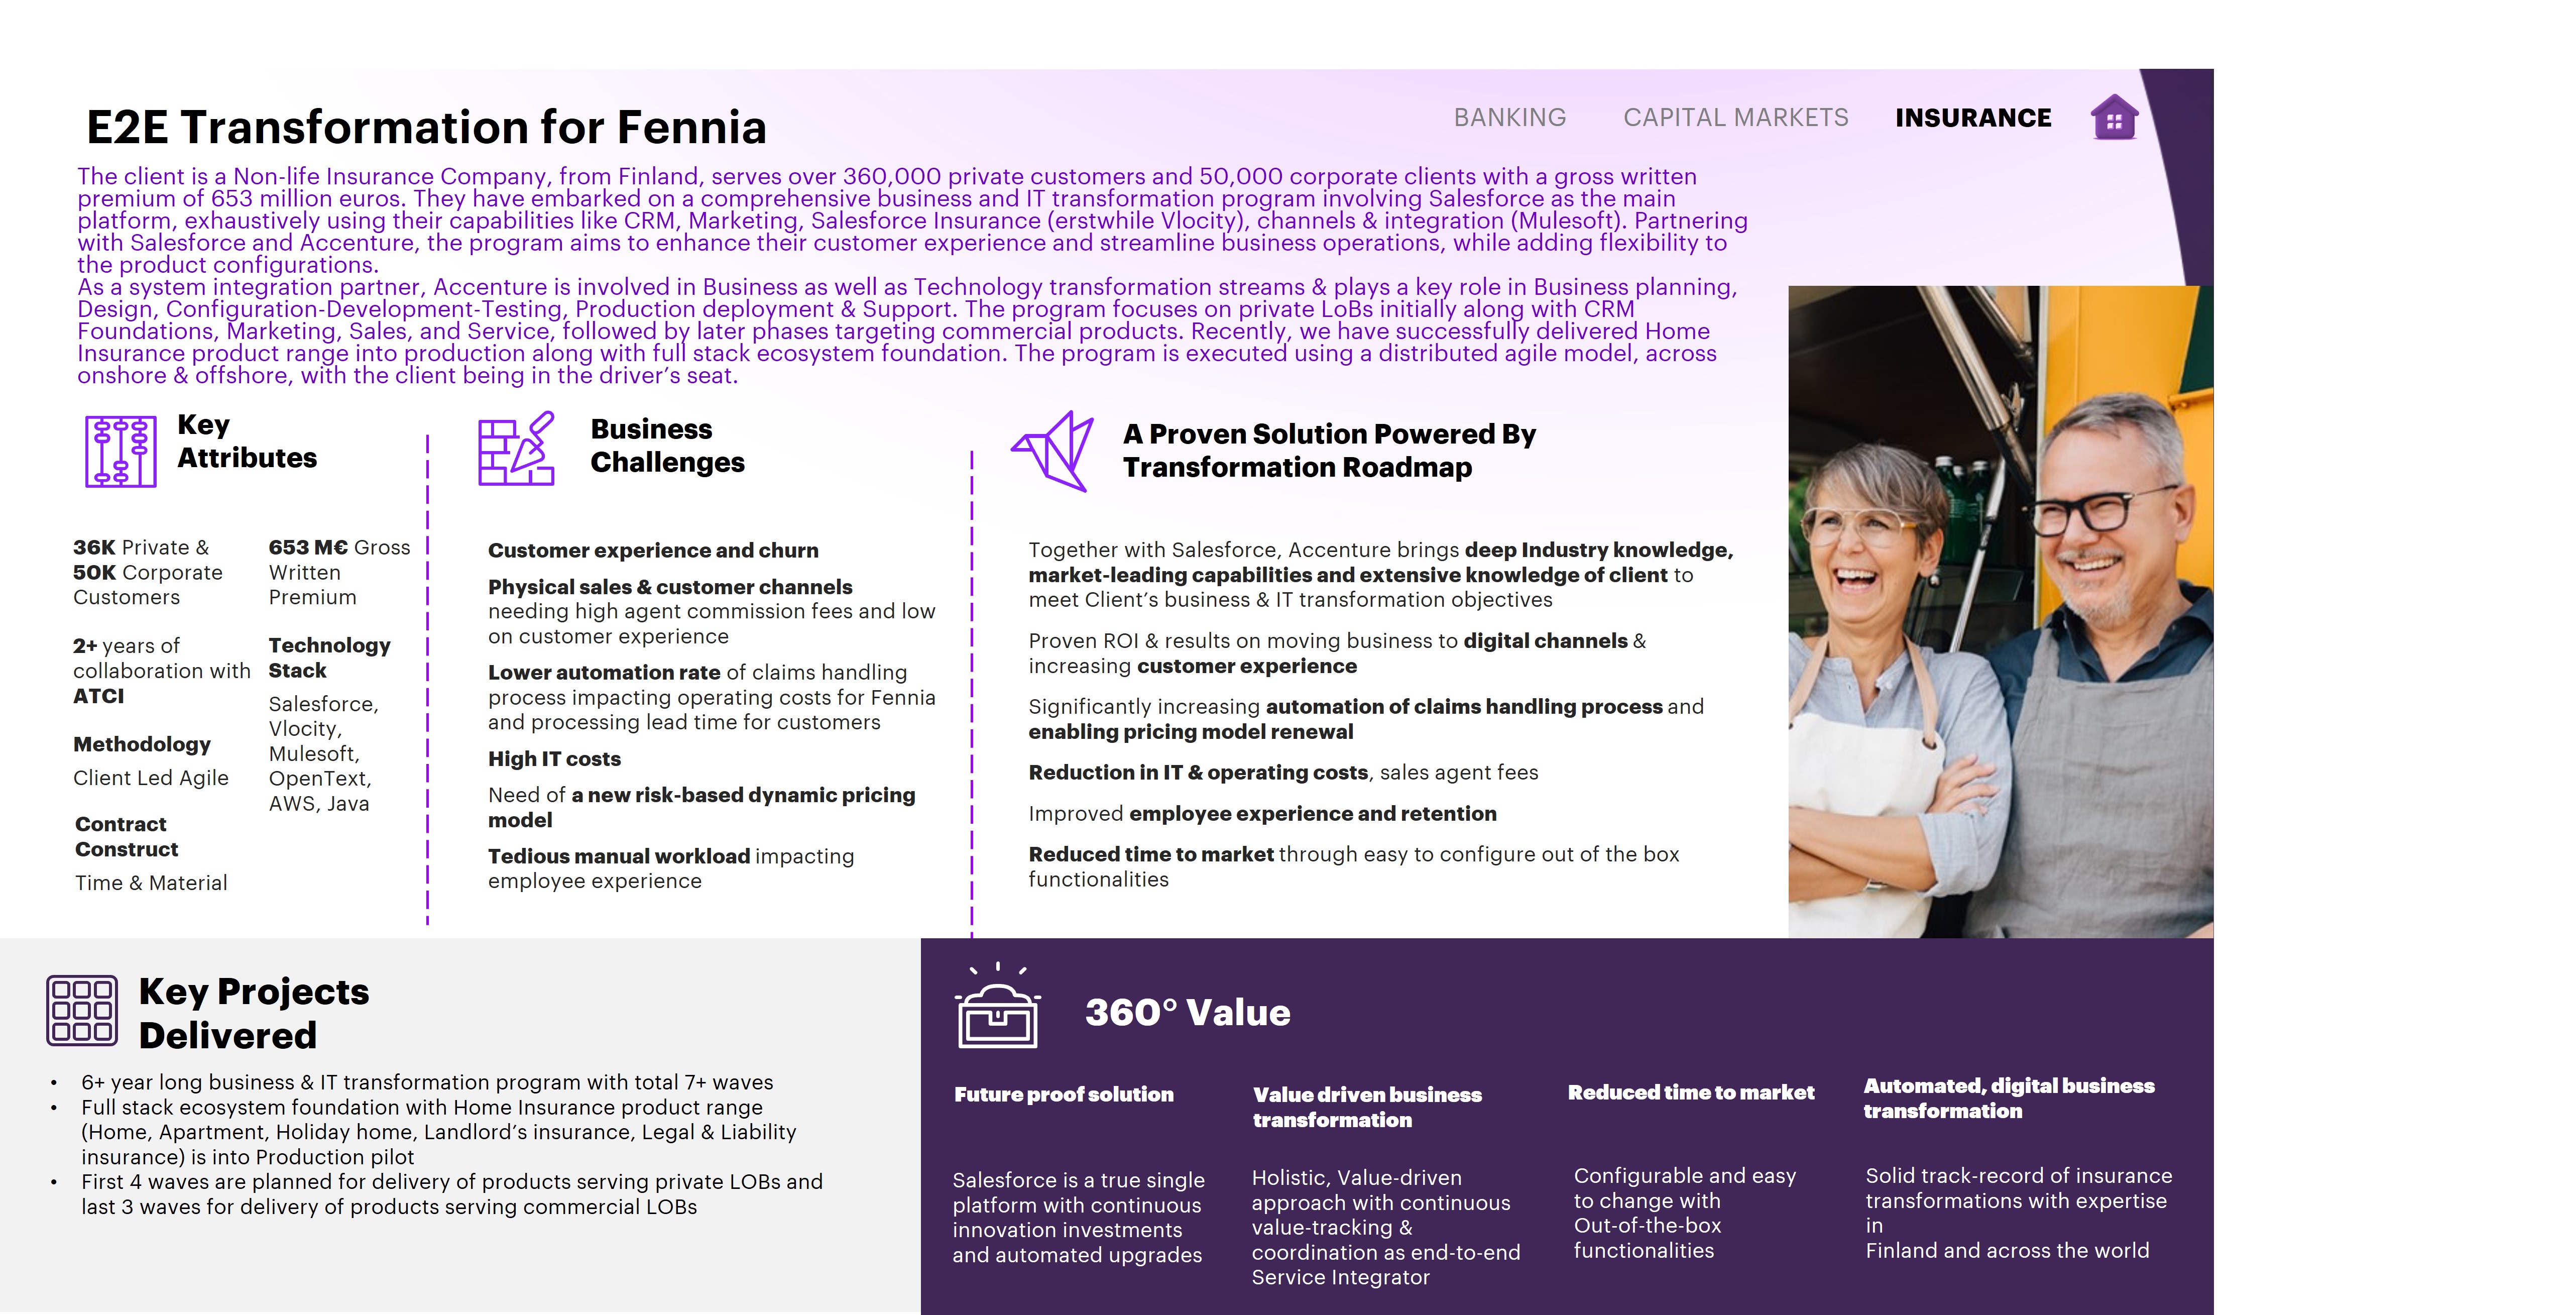 E2E Transformation for Fennia
BANKING
CAPITAL MARKETS
INSURANCE
The client is a Non-life Insurance Company, from Finland, serves over 360,000 private customers and 50,000 corporate clients with a gross written
premium of 653 million euros. They have embarked on a comprehensive business and IT transformation program involving Salesforce as the main
platform, exhaustively using their capabilities like CRM, Marketing, Salesforce Insurance (erstwhile Vlocity), channels & integration (Mulesoft). Partnering
with Salesforce and Accenture, the program aims to enhance their customer experience and streamline business operations, while adding flexibility to
the product configurations.
As a system integration partner, Accenture is involved in Business as well as Technology transformation streams & plays a key role in Business planning,
Design, Configuration-Development-Testing, Production deployment & Support. The program focuses on private LoBs initially along with CRM
Foundations, Marketing, Sales, and Service, followed by later phases targeting commercial products. Recently, we have successfully delivered Home
Insurance product range into production along with full stack ecosystem foundation. The program is executed using a distributed agile model, across
onshore & offshore, with the client being in the driver’s seat.
Key
Attributes
36K Private &
50K Corporate
Customers
2+ years of
collaboration with
ATCI
Methodology
Client Led Agile
Contract
Construct
Time & Material
653 M€ Gross
Written
Premium
Technology
Stack
Salesforce,
Vlocity,
Mulesoft,
OpenText,
AWS, Java
Business
Challenges
Customer experience and churn
Physical sales & customer channels
needing high agent commission fees and low
on customer experience
Lower automation rate of claims handling
process impacting operating costs for Fennia
and processing lead time for customers
High IT costs
Need of a new risk-based dynamic pricing
model
Tedious manual workload impacting
employee experience
A Proven Solution Powered By
Transformation Roadmap
Together with Salesforce, Accenture brings deep Industry knowledge,
market-leading capabilities and extensive knowledge of client to
meet Client’s business & IT transformation objectives
Proven ROI & results on moving business to digital channels &
increasing customer experience
Significantly increasing automation of claims handling process and
enabling pricing model renewal
Reduction in IT & operating costs, sales agent fees
Improved employee experience and retention
Reduced time to market through easy to configure out of the box
functionalities
Key Projects
Delivered
• 6+ year long business & IT transformation program with total 7+ waves
• Full stack ecosystem foundation with Home Insurance product range
(Home, Apartment, Holiday home, Landlord’s insurance, Legal & Liability
insurance) is into Production pilot
• First 4 waves are planned for delivery of products serving private LOBs and
last 3 waves for delivery of products serving commercial LOBs
360° Value
Future proof solution
Salesforce is a true single
platform with continuous
innovation investments
and automated upgrades
Value driven business
transformation
Holistic, Value-driven
approach with continuous
value-tracking &
coordination as end-to-end
Service Integrator
Reduced time to market
Configurable and easy
to change with
Out-of-the-box
functionalities
Automated, digital business
transformation
Solid track-record of insurance
transformations with expertise
in
Finland and across the world